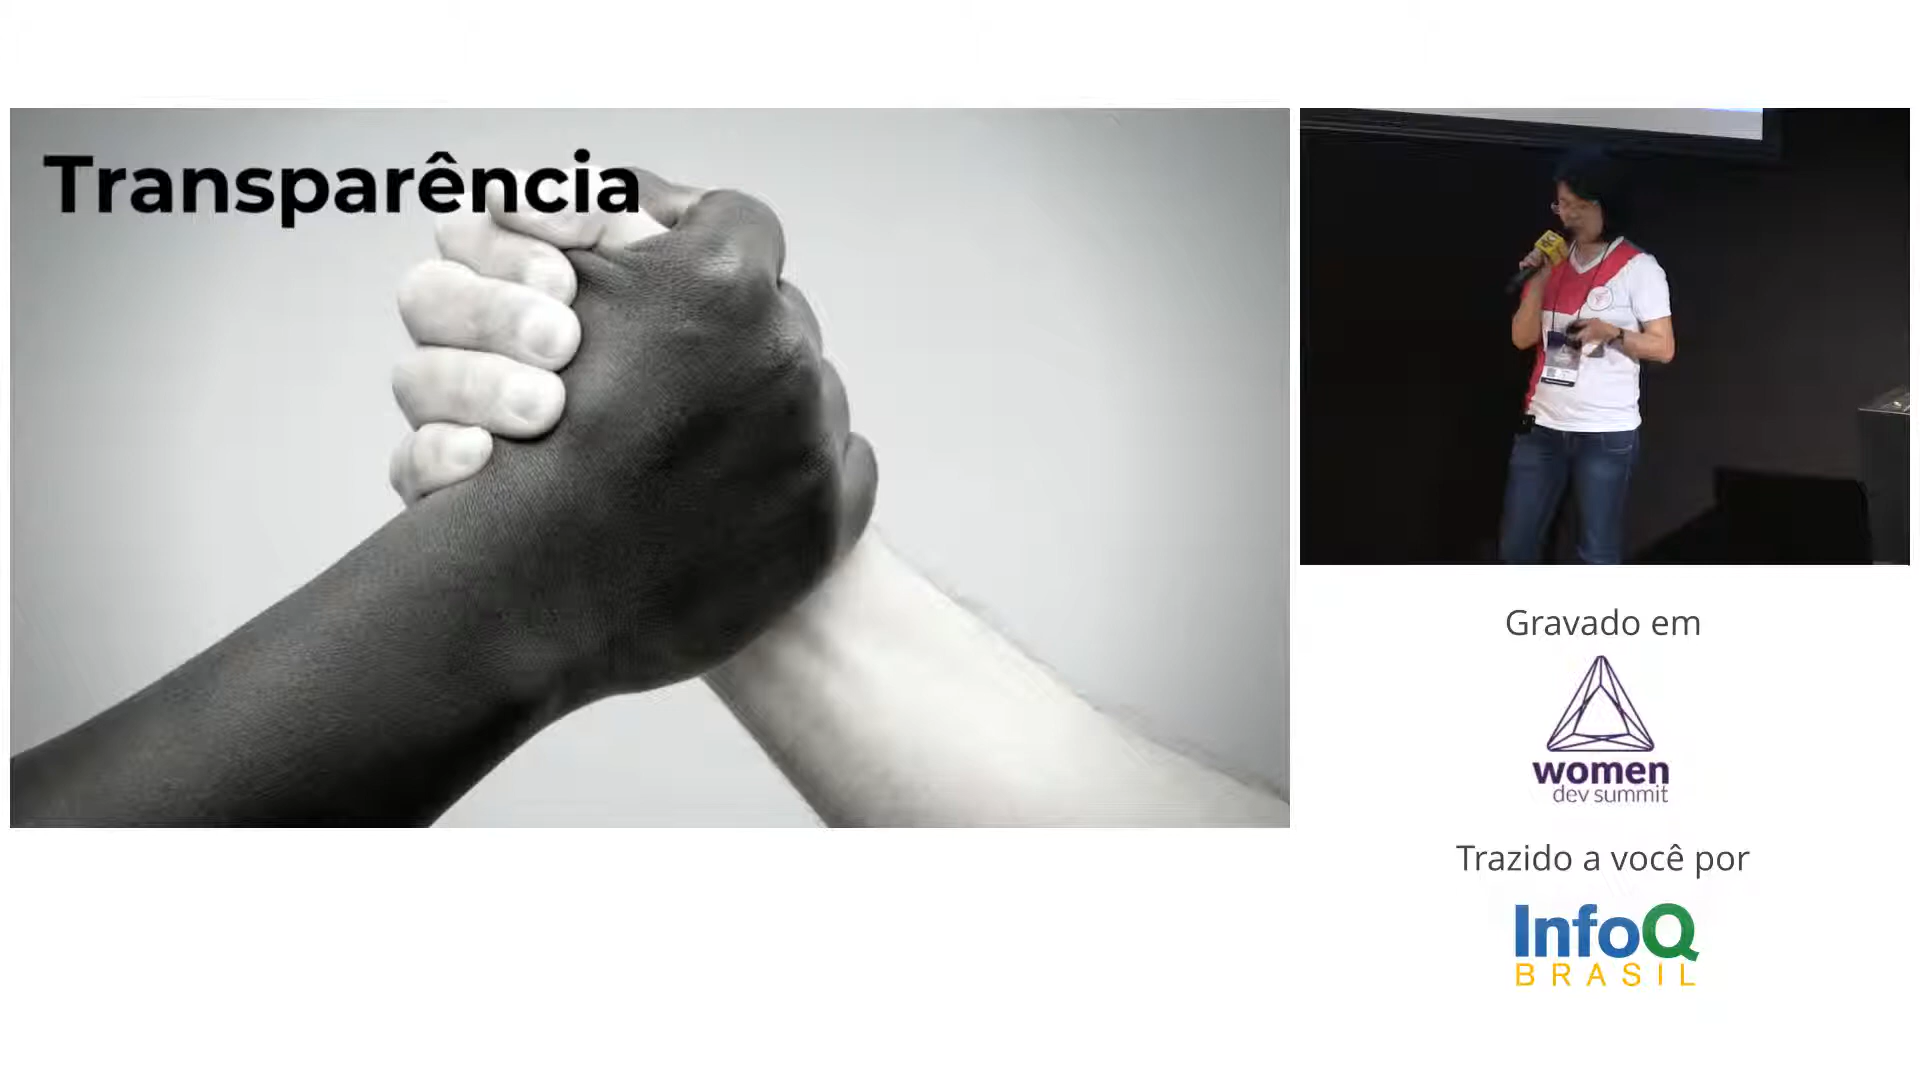 Transparência
Gravado em
women
dev summit
Trazido a você por
InfoQ
BRASIL